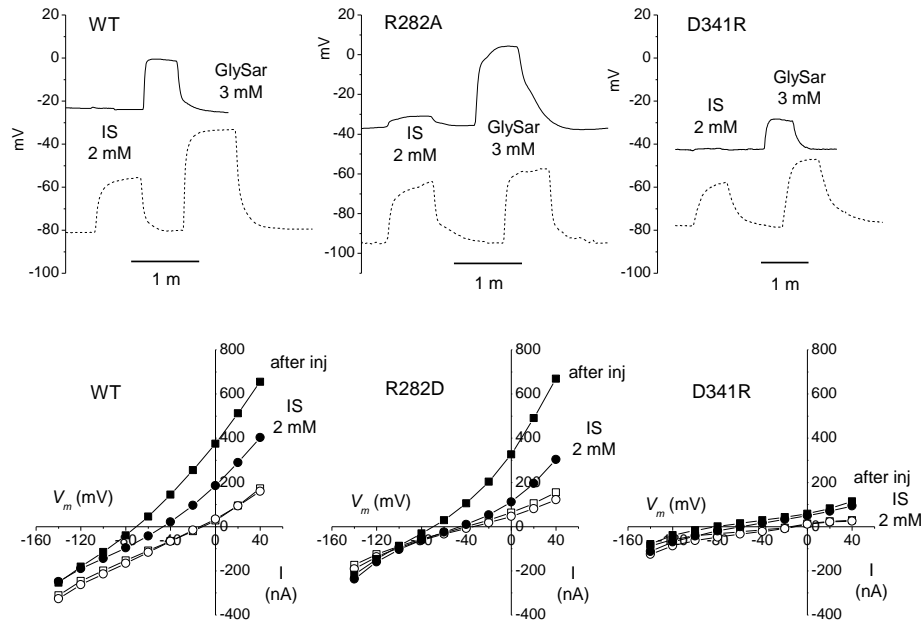 WT
20
0
-20
-40
-60
-80
-100
mV
GlySar
3 mM
IS
2 mM
1 m
R282A
20
0
-20
-40
-60
-80
-100
mV
IS
2 mM
GlySar
3 mM
1 m
D341R
20
0
-20
-40
-60
-80
-100
mV
GlySar
3 mM
IS
2 mM
1 m
WT
800
600
400
200
0
-200
-400
after inj
IS
2 mM
Vm (mV)
-160 -120 -80 -40 0 40
I
(nA)
R282D
800
600
400
200
0
-200
-400
after inj
IS
2 mM
Vm (mV)
-160 -120 -80 -40 0 40
I
(nA)
D341R
800
600
400
200
0
-200
-400
after inj
IS
2 mM
Vm (mV)
-160 -120 -80 -40 0 40
I
(nA)